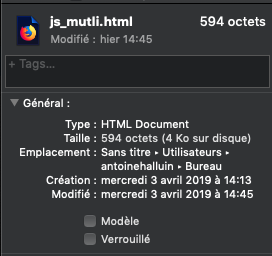 js_mutli.html 594 octets
Modifié : hier 14:45
+ Tags...
Général :
Type : HTML Document
Taille : 594 octets (4 Ko sur disque)
Emplacement : Sans titre ▸ Utilisateurs ▸
antoinehalluin ▸ Bureau
Création : mercredi 3 avril 2019 à 14:13
Modifié : mercredi 3 avril 2019 à 14:45
Modèle
Verrouillé